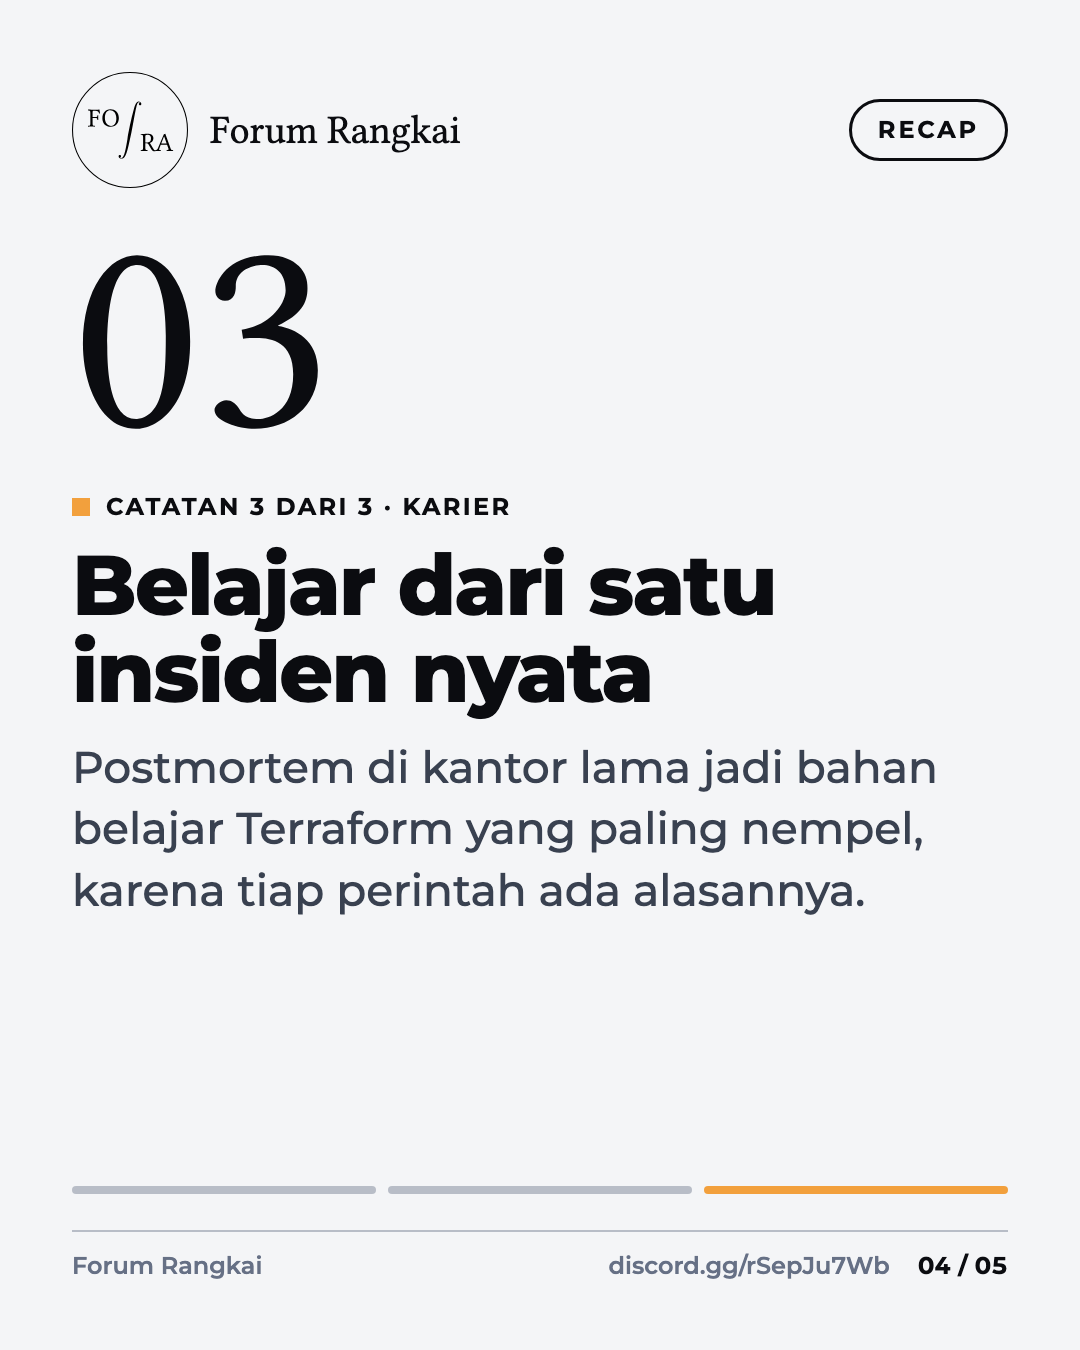 FO
RA
Forum Rangkai
RECAP
03
CATATAN 3 DARI 3 · KARIER
Belajar dari satu
insiden nyata
Postmortem di kantor lama jadi bahan
belajar Terraform yang paling nempel,
karena tiap perintah ada alasannya.
Forum Rangkai
discord.gg/rSepJu7Wb
04 / 05